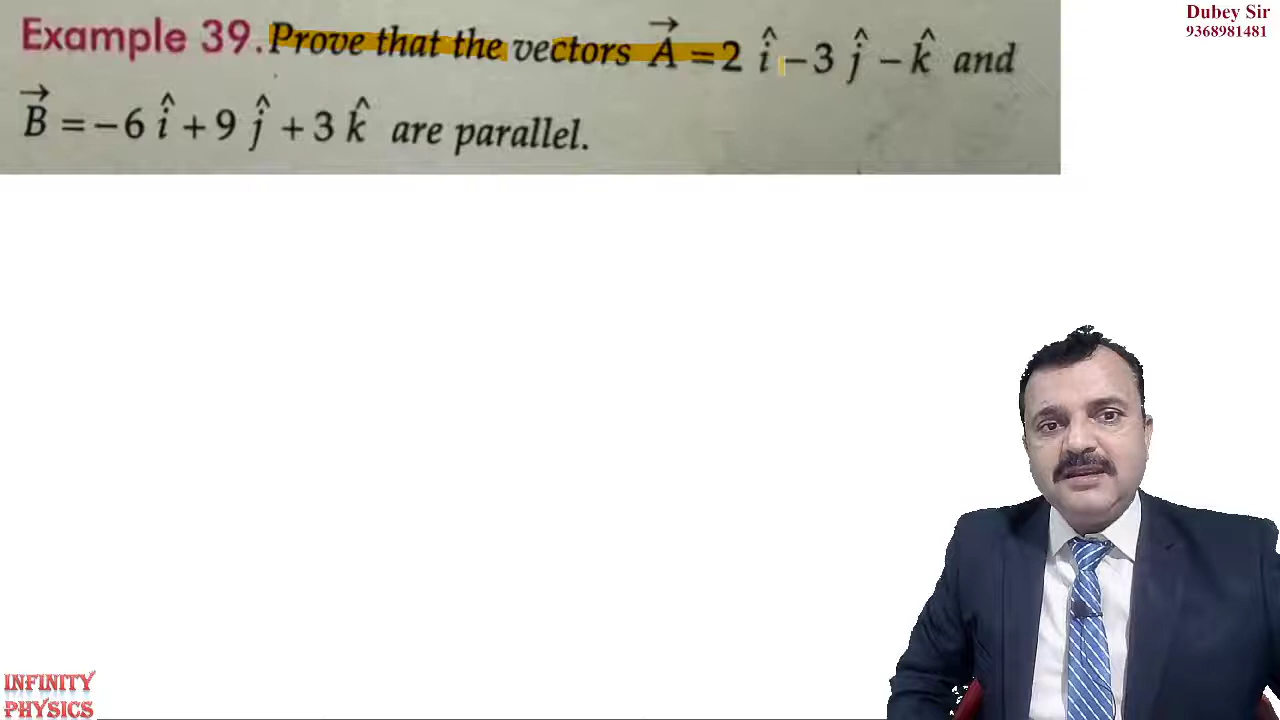 Dubey Sir
9368981481
Example 39. Prove that the vectors A⃗ = 2 î – 3 ĵ – k̂ and
B⃗ = – 6 î + 9 ĵ + 3 k̂ are parallel.
INFINITY
PHYSICS